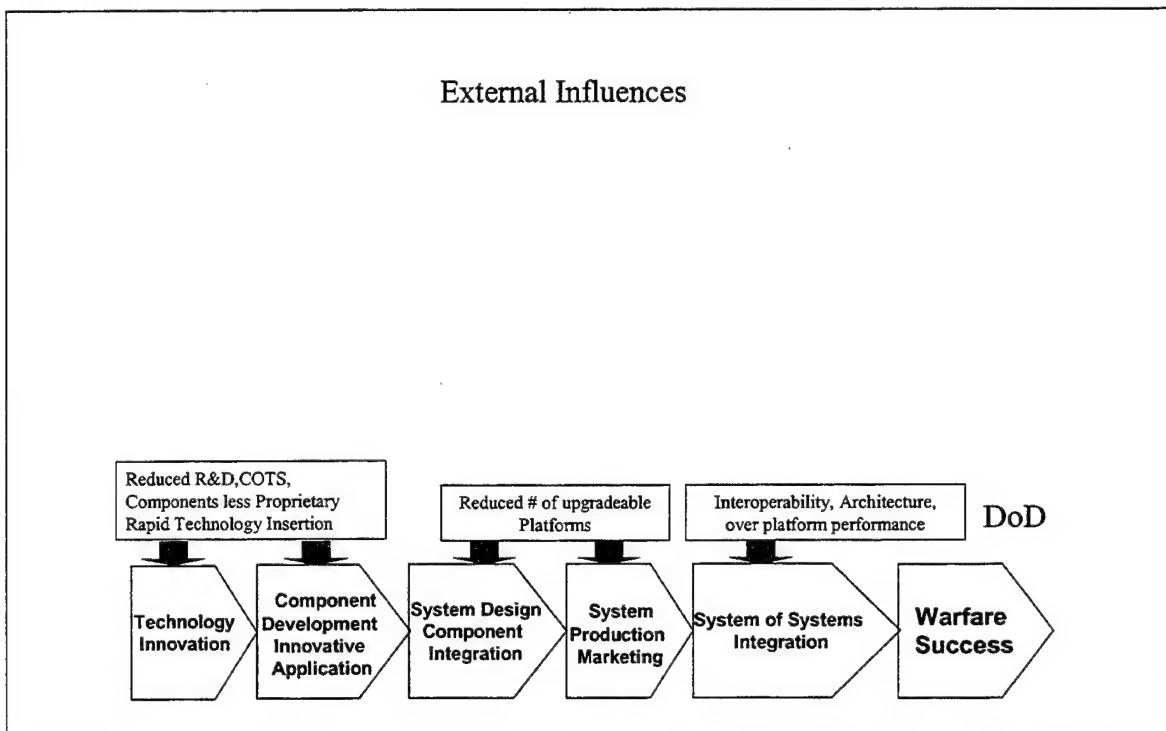 External Influences
Reduced R&D,COTS,
Components less Proprietary
Rapid Technology Insertion
Reduced # of upgradeable
Platforms
Interoperability, Architecture,
over platform performance
DoD
Technology
Innovation
Component
Development
Innovative
Application
System Design
Component
Integration
System
Production
Marketing
System of Systems
Integration
Warfare
Success